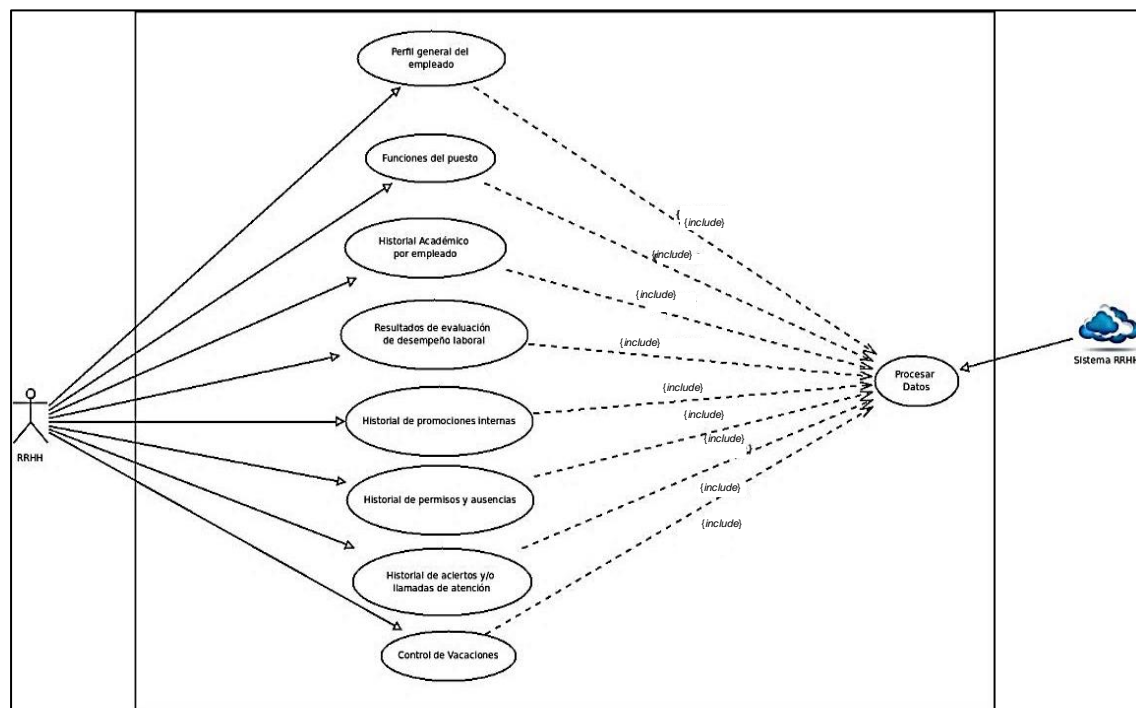 Perfil general del
empleado
Funciones del puesto
{include}
{
Historial Académico
por empleado
{include}
{include}
Resultados de evaluación
de desempeño laboral
{include}
Sistema RRHH
Procesar
Datos
{include}
Historial de promociones internas
{include}
{include}
RRHH
Historial de permisos y ausencias
{include}
{include}
Historial de aciertos y/o
llamadas de atención
Control de Vacaciones